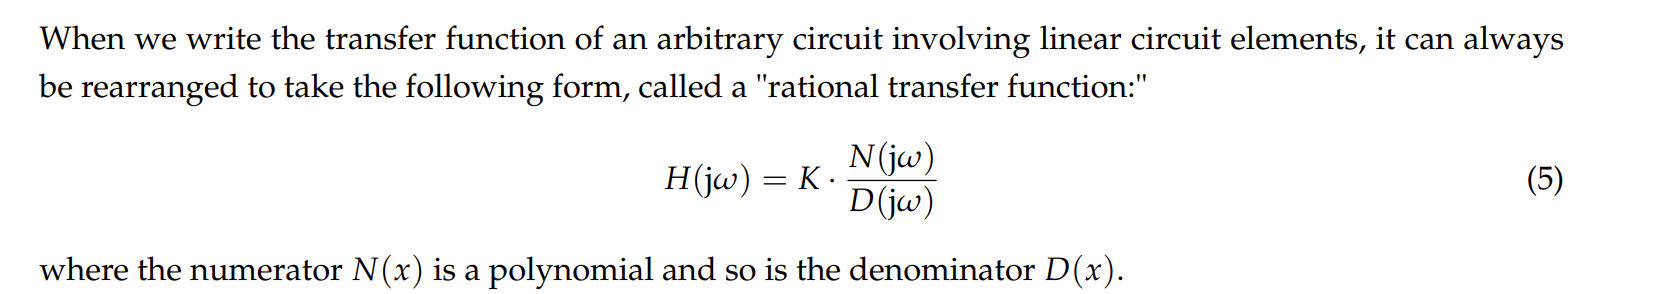 When we write the transfer function of an arbitrary circuit involving linear circuit elements, it can always
be rearranged to take the following form, called a "rational transfer function:"
H(jω) = K · N(jω) / D(jω) (5)
where the numerator N(x) is a polynomial and so is the denominator D(x).